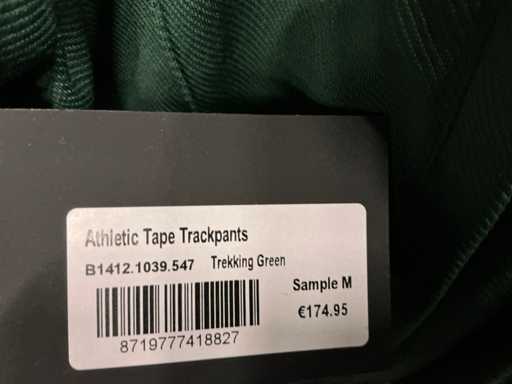 Athletic Tape Trackpants
B1412.1039.547 Trekking Green
Sample M
€174.95
8719777418827